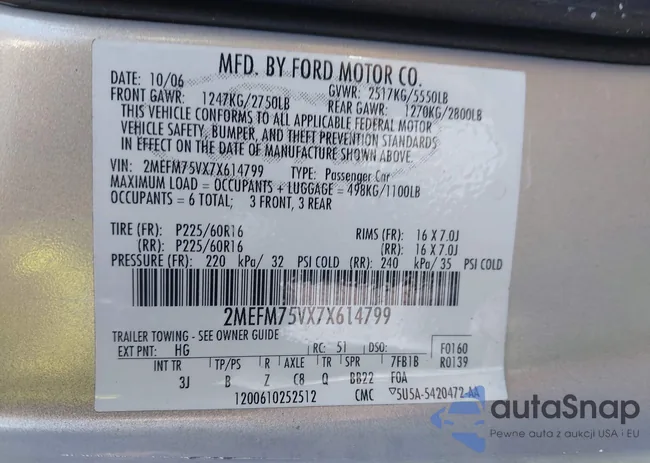 MFD. BY FORD MOTOR CO.
DATE: 10/06 GVWR: 2517KG/5550LB
FRONT GAWR: 1247KG/2750LB REAR GAWR: 1270KG/2800LB
THIS VEHICLE CONFORMS TO ALL APPLICABLE FEDERAL MOTOR
VEHICLE SAFETY, BUMPER, AND THEFT PREVENTION STANDARDS
IN EFFECT ON THE DATE OF MANUFACTURE SHOWN ABOVE.
VIN: 2MEFM75VX7X614799 TYPE: Passenger Car
MAXIMUM LOAD = OCCUPANTS + LUGGAGE = 498KG/1100LB
OCCUPANTS = 6 TOTAL; 3 FRONT, 3 REAR
TIRE (FR): P225/60R16 RIMS (FR): 16 X 7.0J
(RR): P225/60R16 (RR): 16 X 7.0J
PRESSURE (FR): 220 kPa/ 32 PSI COLD (RR): 240 kPa/ 35 PSI COLD
2MEFM75VX7X614799
TRAILER TOWING - SEE OWNER GUIDE
EXT PNT: HG RC: 51 DSO: F0160
INT TR TP/PS R AXLE TR SPR 7FB1B R0139
3J B Z C8 Q BB22 FOA
1200610252512 CMC 5U5A-5420472-AA
autaSnap
Pewne auta z aukcji USA - EU